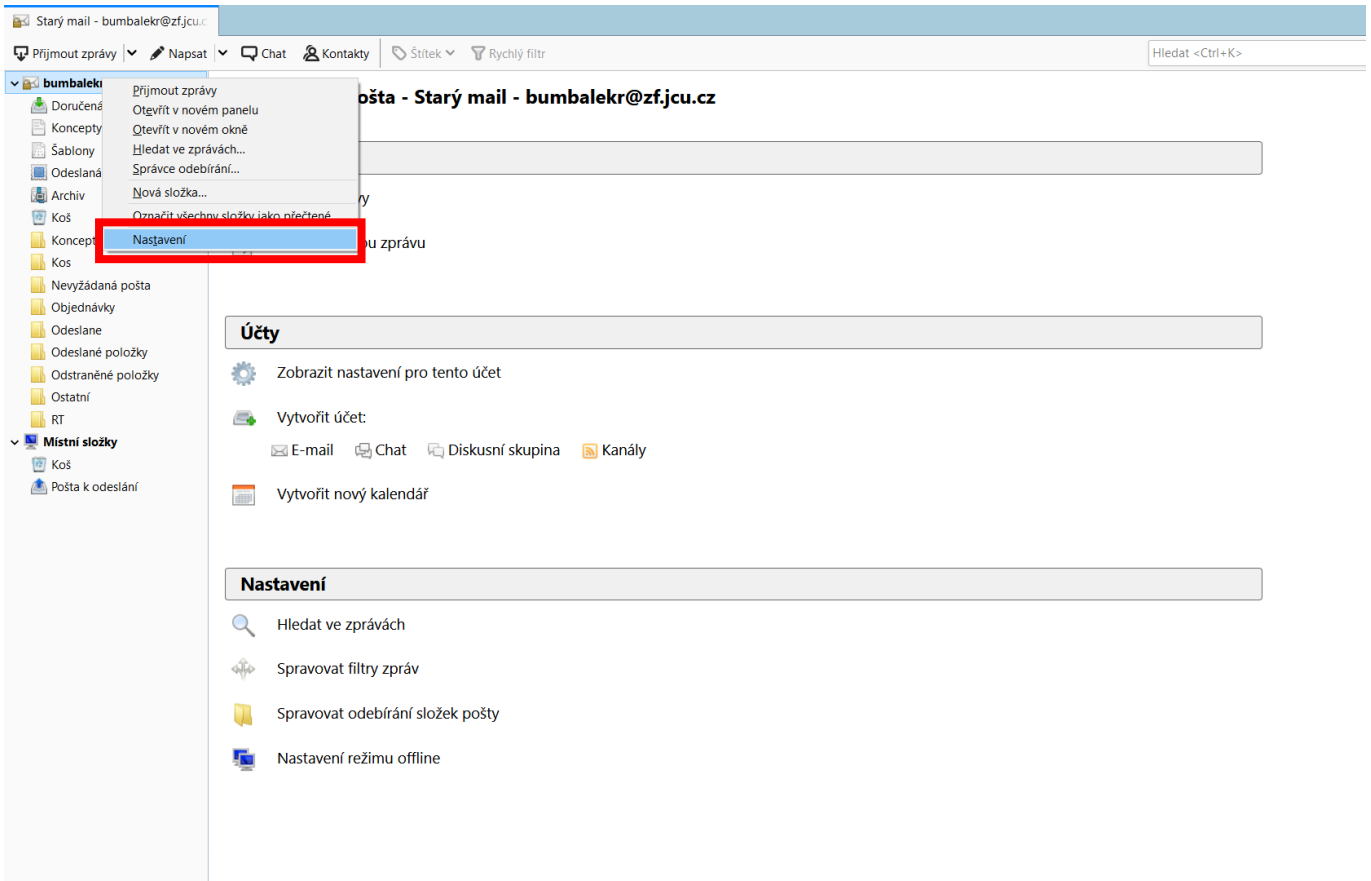 Starý mail - bumbalekr@zf.jcu.c
Přijmout zprávy Napsat Chat Kontakty Štítek Rychlý filtr Hledat <Ctrl+K>
bumbalekr
Doručená
Koncepty
Šablony
Odeslaná
Archiv
Koš
Koncept
Kos
Nevyžádaná pošta
Objednávky
Odeslane
Odeslané položky
Odstraněné položky
Ostatní
RT
Místní složky
Koš
Pošta k odeslání
Přijmout zprávy
Otevřít v novém panelu
Otevřít v novém okně
Hledat ve zprávách...
Správce odebírání...
Nová složka...
Označit všechny složky jako přečtené
Nastavení
ošta - Starý mail - bumbalekr@zf.jcu.cz
vy
ou zprávu
Účty
Zobrazit nastavení pro tento účet
Vytvořit účet:
E-mail Chat Diskusní skupina Kanály
Vytvořit nový kalendář
Nastavení
Hledat ve zprávách
Spravovat filtry zpráv
Spravovat odebírání složek pošty
Nastavení režimu offline